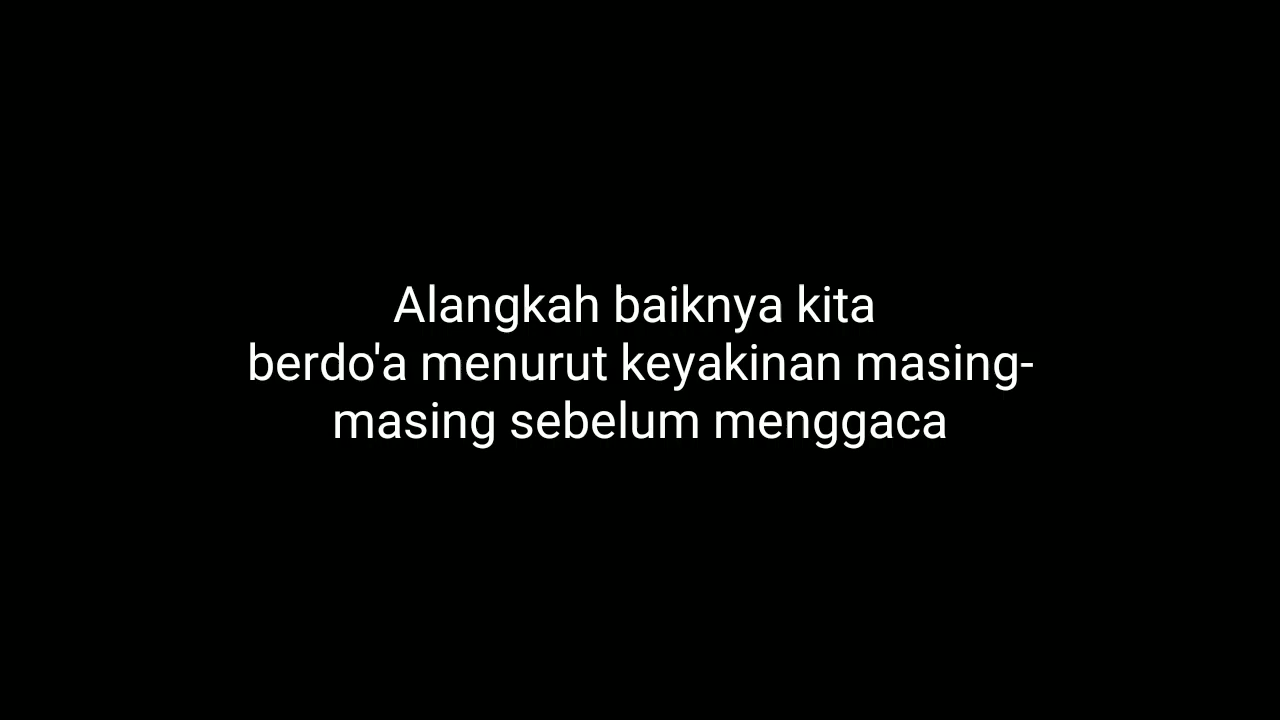 Alangkah baiknya kita
berdo'a menurut keyakinan masing-
masing sebelum menggaca